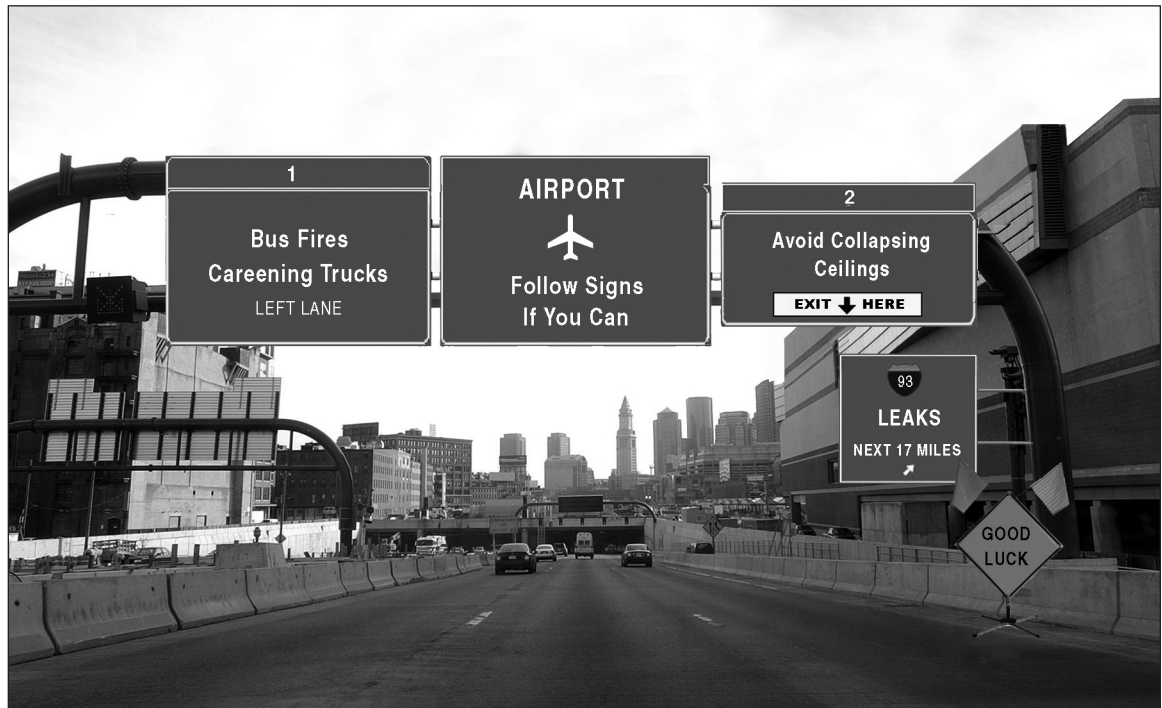 1
Bus Fires
Careening Trucks
LEFT LANE
AIRPORT
Follow Signs
If You Can
2
Avoid Collapsing
Ceilings
EXIT HERE
93
LEAKS
NEXT 17 MILES
GOOD
LUCK